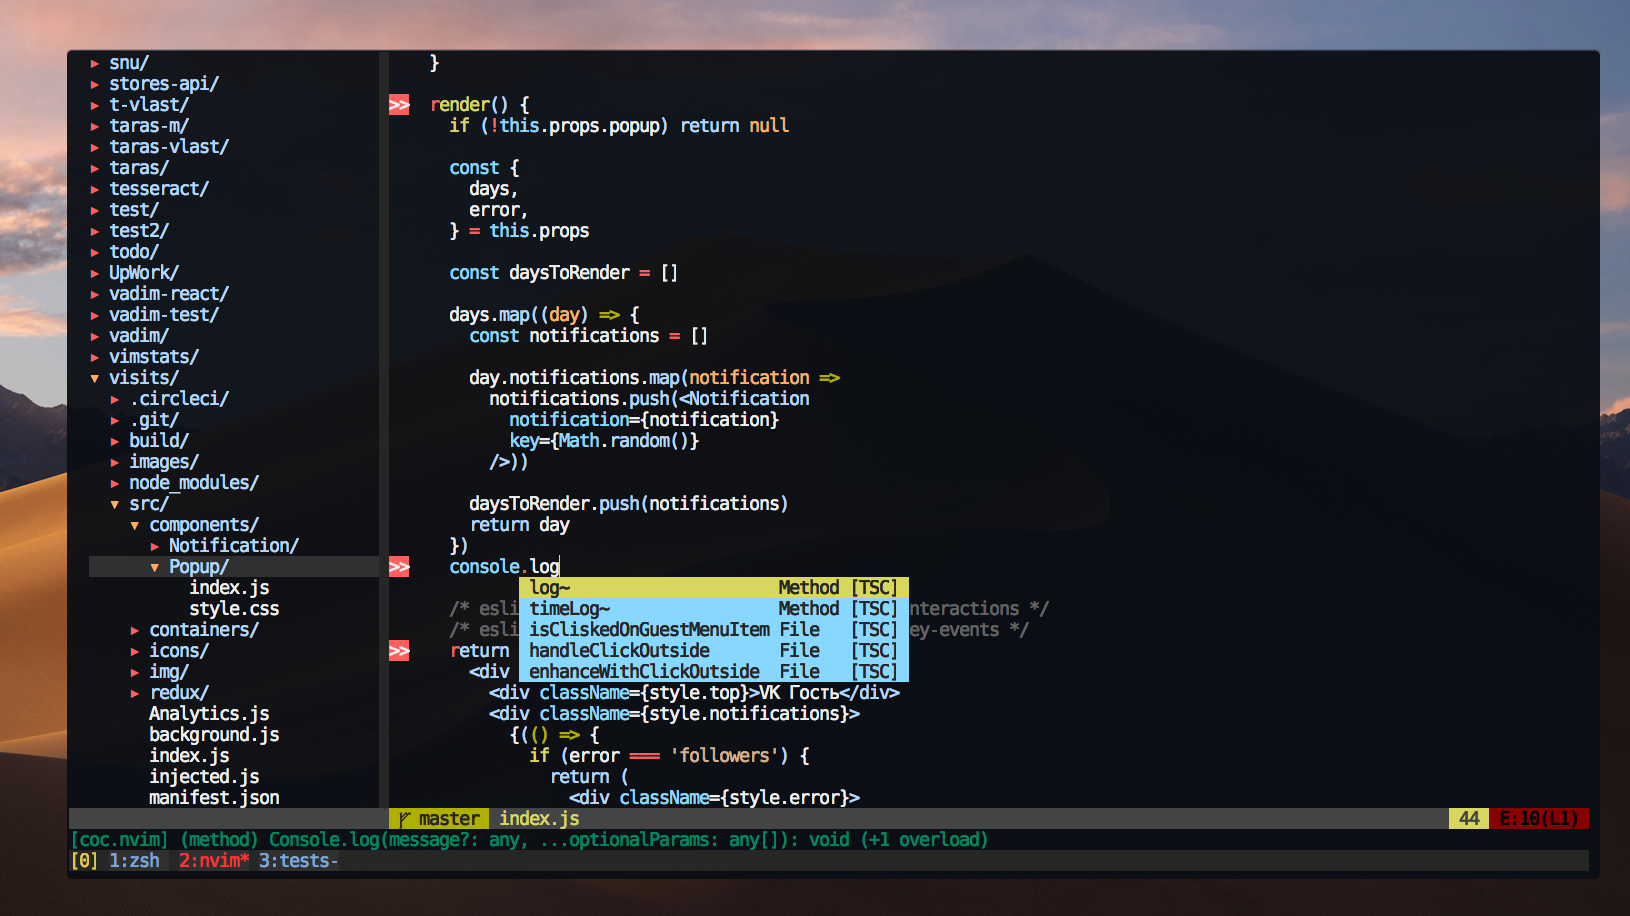 ▸ snu/
▸ stores-api/
▸ t-vlast/
▸ taras-m/
▸ taras-vlast/
▸ taras/
▸ tesseract/
▸ test/
▸ test2/
▸ todo/
▸ UpWork/
▸ vadim-react/
▸ vadim-test/
▸ vadim/
▸ vimstats/
▾ visits/
▸ .circleci/
▸ .git/
▸ build/
▸ images/
▸ node_modules/
▾ src/
▾ components/
▸ Notification/
▾ Popup/
index.js
style.css
▸ containers/
▸ icons/
▸ img/
▸ redux/
Analytics.js
background.js
index.js
injected.js
manifest.json
}
>> render() {
if (!this.props.popup) return null
const {
days,
error,
} = this.props
const daysToRender = []
days.map((day) => {
const notifications = []
day.notifications.map(notification =>
notifications.push(<Notification
notification={notification}
key={Math.random()}
/>))
daysToRender.push(notifications)
return day
})
>> console.log
log~ Method [TSC]
/* esli timeLog~ Method [TSC] nteractions */
/* esli isCliskedOnGuestMenuItem File [TSC] ey-events */
>> return handleClickOutside File [TSC]
<div enhanceWithClickOutside File [TSC]
<div className={style.top}>VK Гость</div>
<div className={style.notifications}>
{(() => {
if (error === 'followers') {
return (
<div className={style.error}>
master index.js 44 E:10(L1)
[coc.nvim] (method) Console.log(message?: any, ...optionalParams: any[]): void (+1 overload)
[0] 1:zsh 2:nvim* 3:tests-